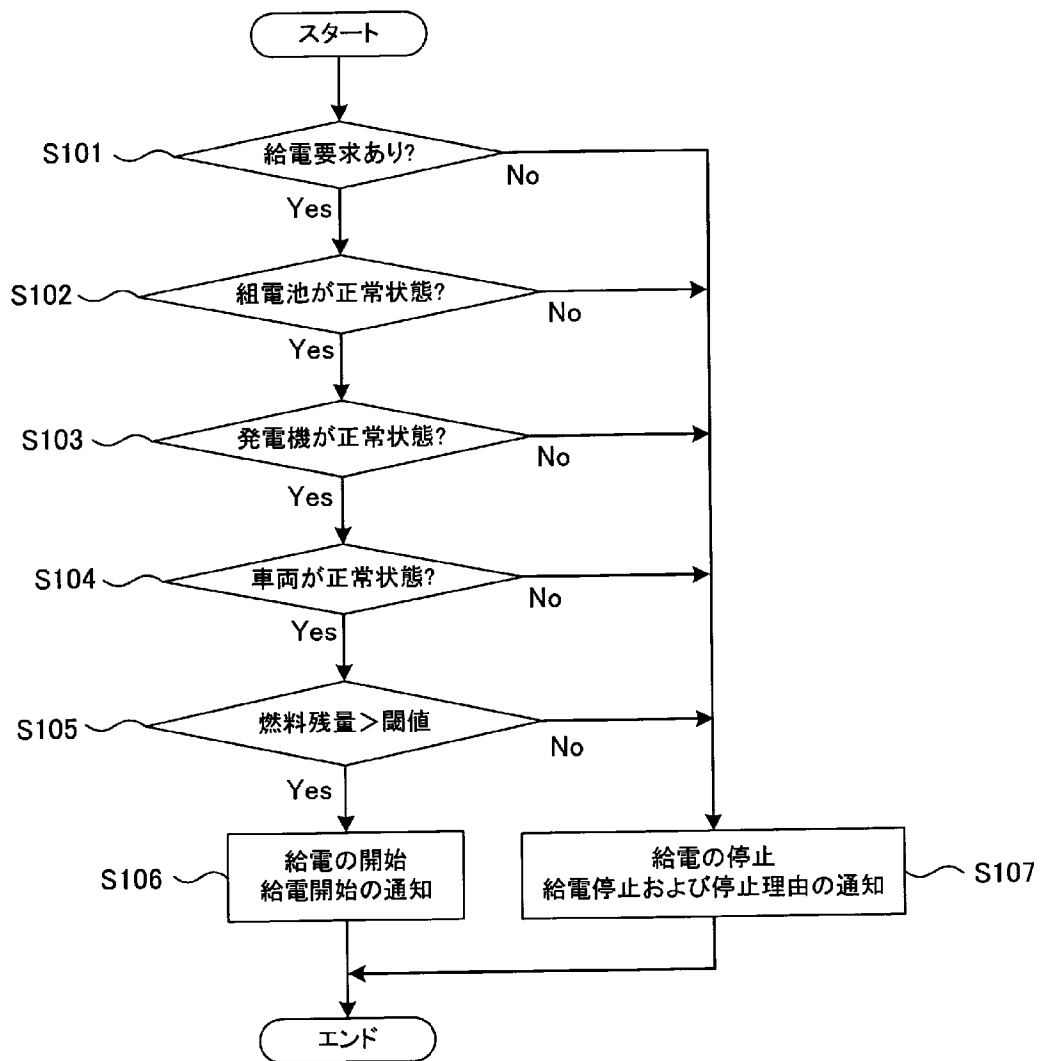 スタート
S101
給電要求あり?
No
Yes
S102
組電池が正常状態?
No
Yes
S103
発電機が正常状態?
No
Yes
S104
車両が正常状態?
No
Yes
S105
燃料残量>閾値
No
Yes
S106
給電の開始
給電開始の通知
給電の停止
給電停止および停止理由の通知
S107
エンド